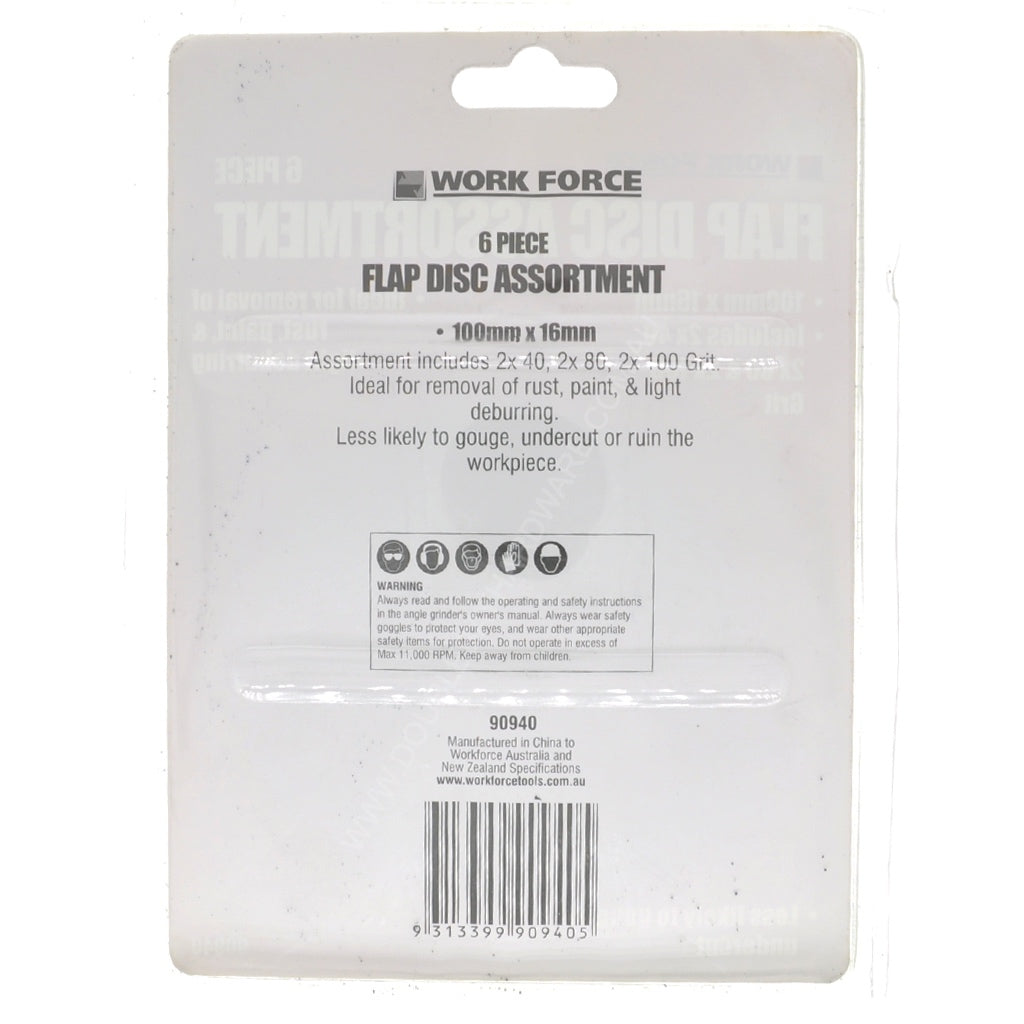 WORK FORCE
6 PIECE
FLAP DISC ASSORTMENT
• 100mm x 16mm
Assortment includes 2x 40, 2x 80, 2x 100 Grit.
Ideal for removal of rust, paint, & light
deburring.
Less likely to gouge, undercut or ruin the
workpiece.
WARNING
Always read and follow the operating and safety instructions
in the angle grinder's owner's manual. Always wear safety
goggles to protect your eyes, and wear other appropriate
safety items for protection. Do not operate in excess of
Max 11,000 RPM. Keep away from children.
90940
Manufactured in China to
Workforce Australia and
New Zealand Specifications
www.workforcetools.com.au
9 313399 909405